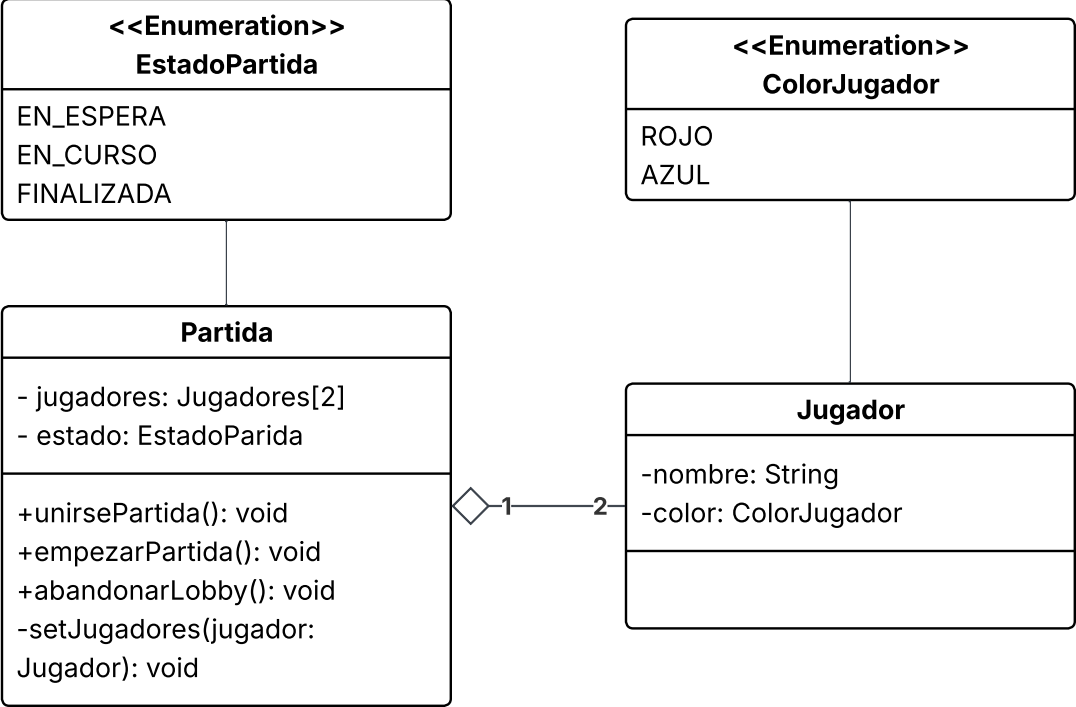 <<Enumeration>>
EstadoPartida
EN_ESPERA
EN_CURSO
FINALIZADA
<<Enumeration>>
ColorJugador
ROJO
AZUL
Partida
- jugadores: Jugadores[2]
- estado: EstadoParida
+unirsePartida(): void
+empezarPartida(): void
+abandonarLobby(): void
-setJugadores(jugador:
Jugador): void
1
2
Jugador
-nombre: String
-color: ColorJugador